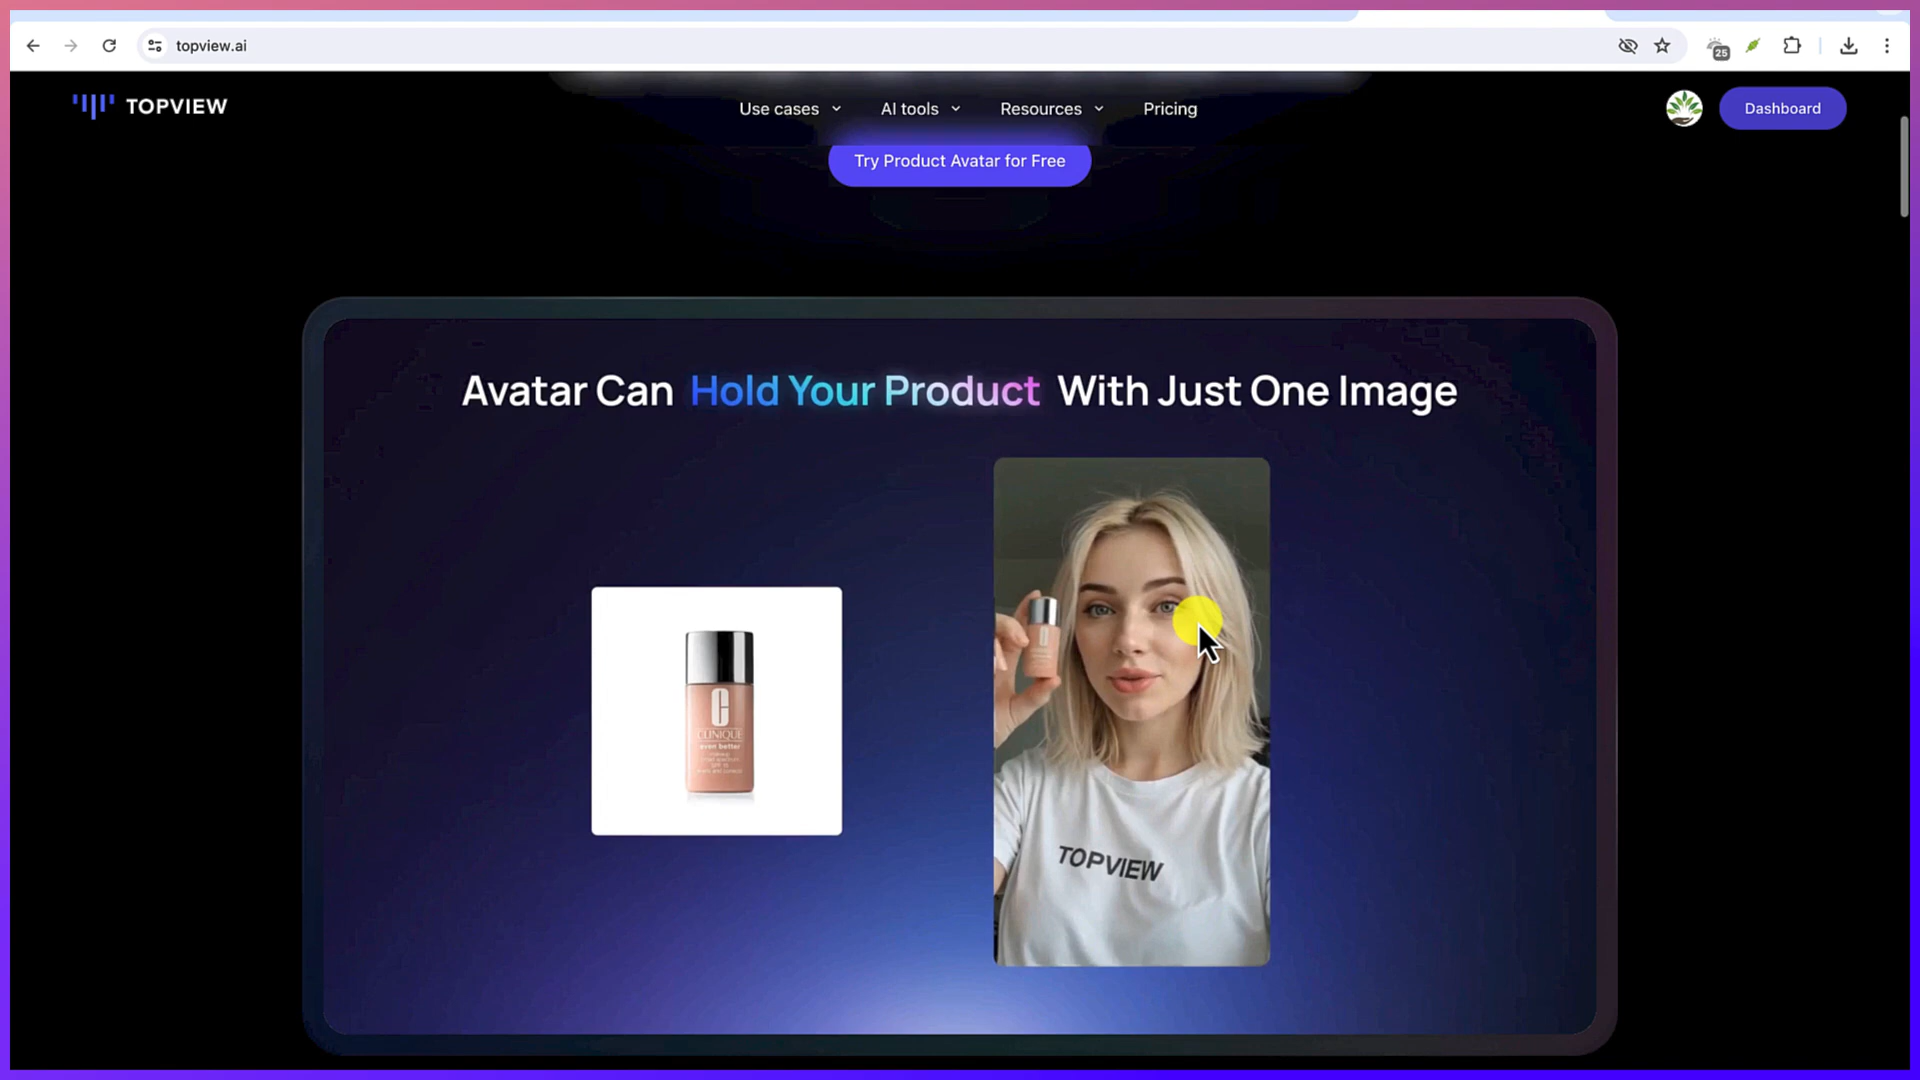 topview.ai
25
TOPVIEW
Use cases
AI tools
Resources
Pricing
Dashboard
Try Product Avatar for Free
Avatar Can Hold Your Product With Just One Image
C
CLINIQUE
even better
TOPVIEW